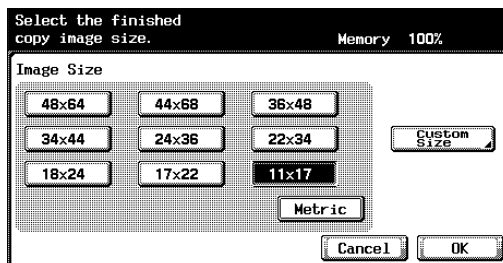 Select the finished
copy image size. Memory 100%
Image Size
48x64 44x68 36x48
34x44 24x36 22x34 Custom Size
18x24 17x22 11x17
Metric
Cancel OK